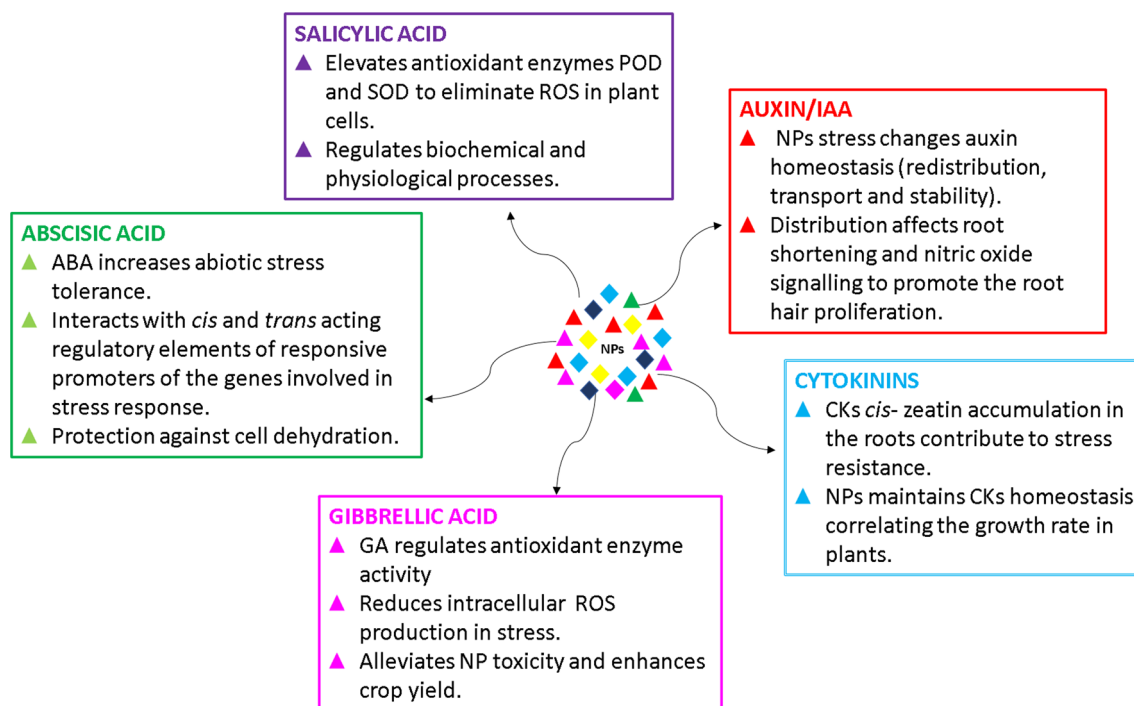 SALICYLIC ACID
Elevates antioxidant enzymes POD
and SOD to eliminate ROS in plant
cells.
Regulates biochemical and
physiological processes.
AUXIN/IAA
NPs stress changes auxin
homeostasis (redistribution,
transport and stability).
Distribution affects root
shortening and nitric oxide
signalling to promote the root
hair proliferation.
ABSCISIC ACID
ABA increases abiotic stress
tolerance.
Interacts with cis and trans acting
regulatory elements of responsive
promoters of the genes involved in
stress response.
Protection against cell dehydration.
NPs
CYTOKININS
CKs cis- zeatin accumulation in
the roots contribute to stress
resistance.
NPs maintains CKs homeostasis
correlating the growth rate in
plants.
GIBBRELLIC ACID
GA regulates antioxidant enzyme
activity
Reduces intracellular ROS
production in stress.
Alleviates NP toxicity and enhances
crop yield.